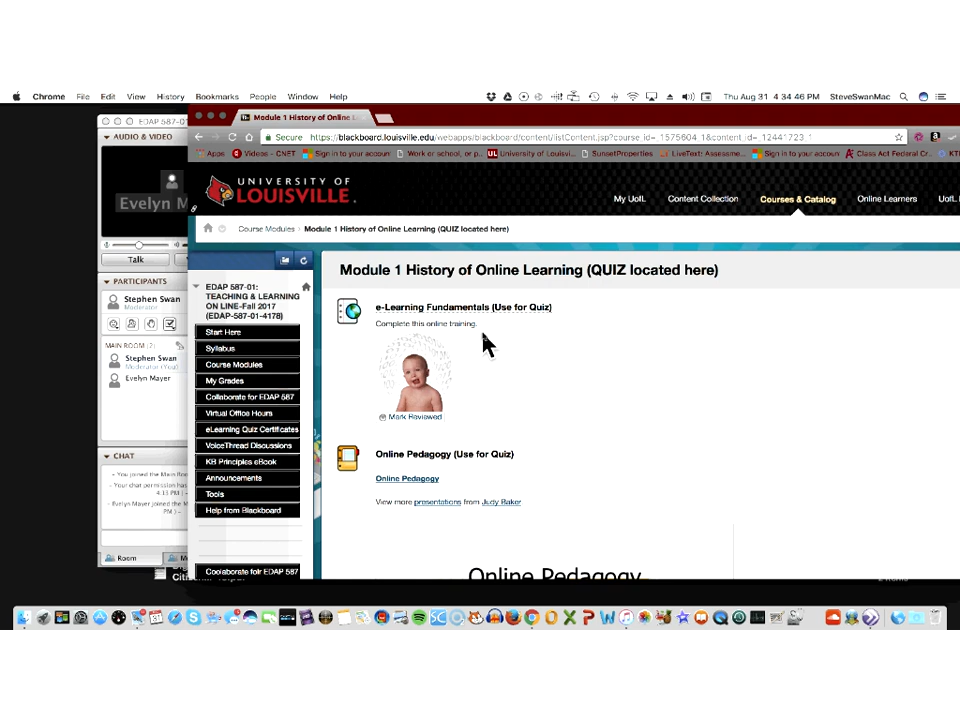 Chrome File Edit View History Bookmarks People Window Help
Thu Aug 31 4:34:46 PM SteveSwanMac
EDAP 587-01
Module 1 History of Online L
Secure https://blackboard.louisville.edu/webapps/blackboard/content/listContent.jsp?course_id=_1575604_1&content_id=_12441723_1
Apps Videos - CNET Sign in to your accoun Work or school, or p... University of Louisvi... SunsetProperties LiveText: Assessme... Sign in to your accoun Class Act Federal Cr...
AUDIO & VIDEO
Evelyn M
Talk
PARTICIPANTS
Stephen Swan
Moderator
MAIN ROOM (2)
Stephen Swan
Moderator (You)
Evelyn Mayer
CHAT
- You joined the Main Ro
- Your chat permission has
4:13 PM ) -
- Evelyn Mayer joined the M
PM ) -
Room
UNIVERSITY OF
LOUISVILLE.
My UofL Content Collection Courses & Catalog Online Learners UofL
Course Modules Module 1 History of Online Learning (QUIZ located here)
EDAP 587-01:
TEACHING & LEARNING
ON LINE-Fall 2017
(EDAP-587-01-4178)
Start Here
Syllabus
Course Modules
My Grades
Collaborate for EDAP 587
Virtual Office Hours
eLearning Quiz Certificates
VoiceThread Discussions
KB Principles eBook
Announcements
Tools
Help from Blackboard
Module 1 History of Online Learning (QUIZ located here)
e-Learning Fundamentals (Use for Quiz)
Complete this online training.
Mark Reviewed
Online Pedagogy (Use for Quiz)
Online Pedagogy
View more presentations from Judy Baker
Online Pedagogy